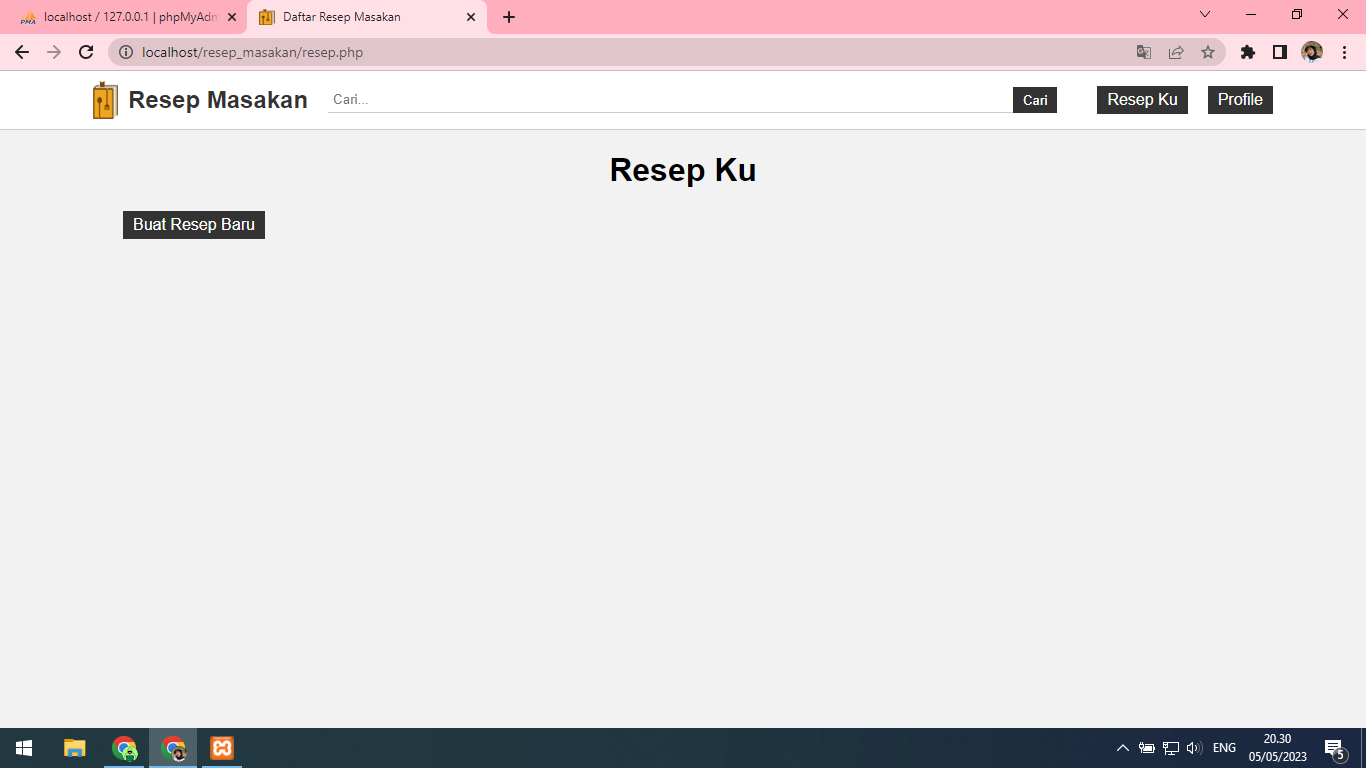 localhost / 127.0.0.1 | phpMyAdm
Daftar Resep Masakan
localhost/resep_masakan/resep.php
Resep Masakan
Cari...
Cari
Resep Ku
Profile
Resep Ku
Buat Resep Baru
ENG
20.30
05/05/2023
5